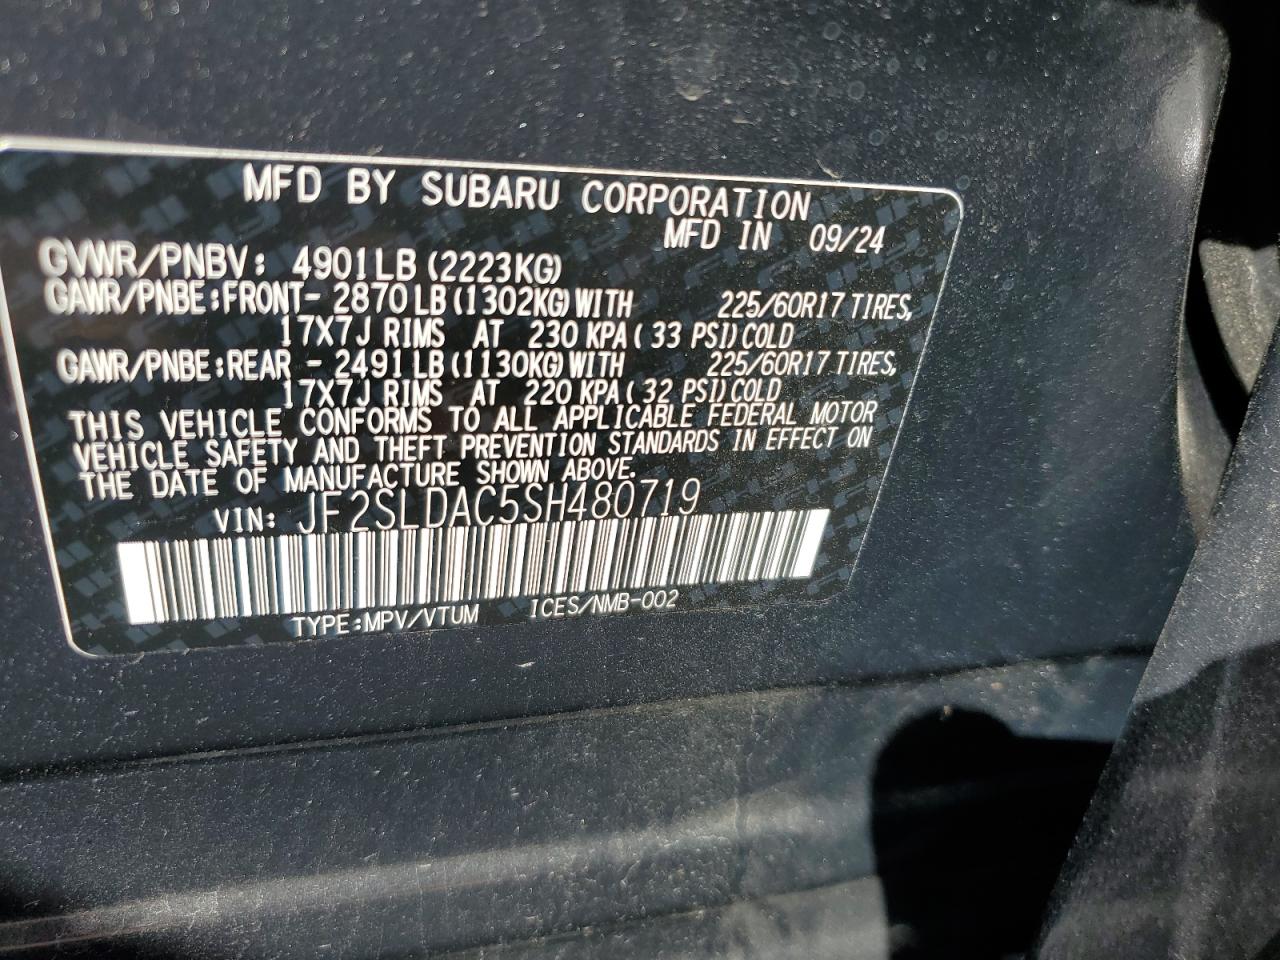 MFD BY SUBARU CORPORATION
MFD IN 09/24
GVWR/PNBV: 4901LB (2223KG)
GAWR/PNBE:FRONT- 2870 LB (1302KG) WITH 225/60R17 TIRES,
17X7J RIMS AT 230 KPA (33 PSI) COLD
GAWR/PNBE:REAR - 2491 LB (1130KG) WITH 225/60R17 TIRES,
17X7J RIMS AT 220 KPA (32 PSI) COLD
THIS VEHICLE CONFORMS TO ALL APPLICABLE FEDERAL MOTOR
VEHICLE SAFETY AND THEFT PREVENTION STANDARDS IN EFFECT ON
THE DATE OF MANUFACTURE SHOWN ABOVE.
VIN: JF2SLDAC5SH480719
TYPE:MPV/VTUM ICES/NMB-002